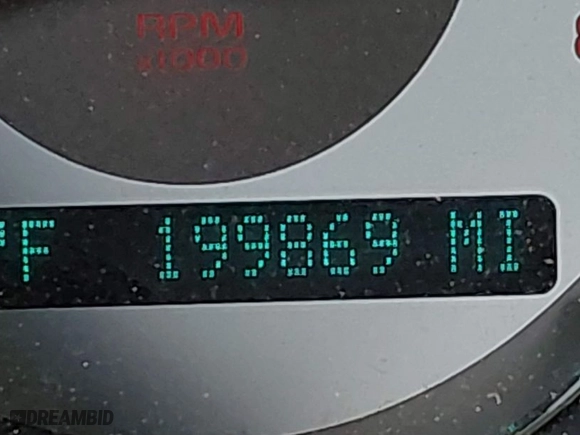 RPM
x1000
°F 199869 MI
DREAMBID